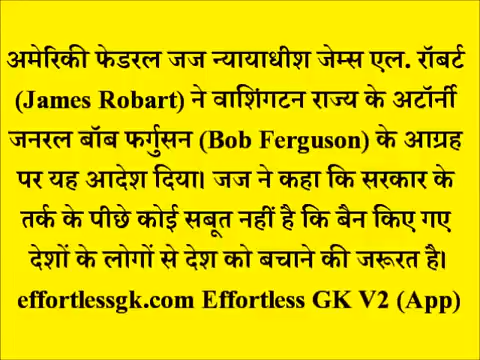 अमेरिकी फेडरल जज न्यायाधीश जेम्स एल. रॉबर्ट
(James Robart) ने वाशिंगटन राज्य के अटॉर्नी
जनरल बॉब फर्गुसन (Bob Ferguson) के आग्रह
पर यह आदेश दिया। जज ने कहा कि सरकार के
तर्क के पीछे कोई सबूत नहीं है कि बैन किए गए
देशों के लोगों से देश को बचाने की जरूरत है।
effortlessgk.com Effortless GK V2 (App)